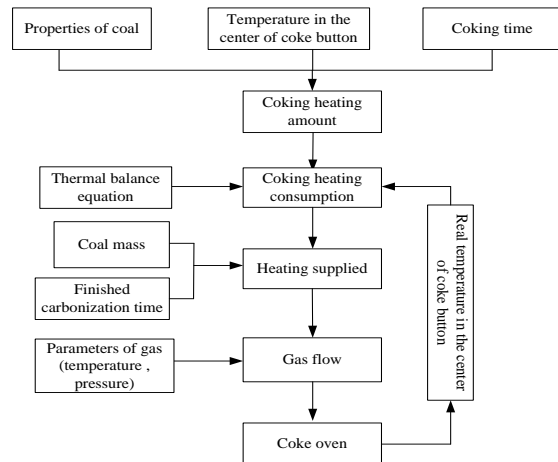 Properties of coal
Temperature in the
center of coke button
Coking time
Coking heating
amount
Thermal balance
equation
Coking heating
consumption
Coal mass
Finished
carbonization time
Heating supplied
Real temperature in the center
of coke button
Parameters of gas
(temperature ,
pressure)
Gas flow
Coke oven